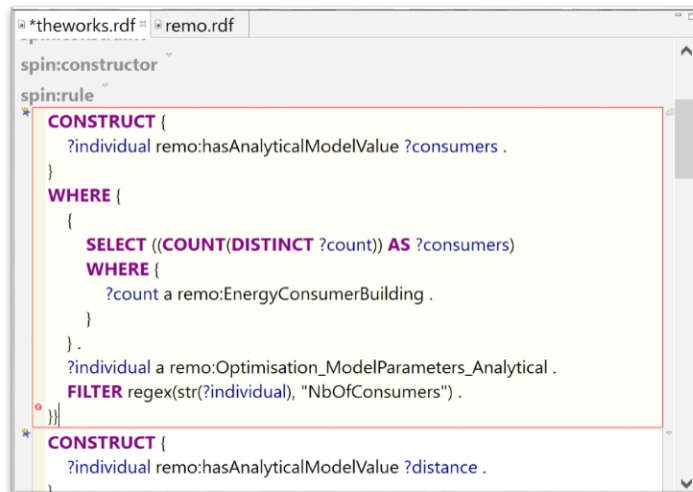 *theworks.rdf remo.rdf
spin:constructor
spin:rule
CONSTRUCT {
?individual remo:hasAnalyticalModelValue ?consumers .
}
WHERE {
{
SELECT ((COUNT(DISTINCT ?count)) AS ?consumers)
WHERE {
?count a remo:EnergyConsumerBuilding .
}
} .
?individual a remo:Optimisation_ModelParameters_Analytical .
FILTER regex(str(?individual), "NbOfConsumers") .
}}
CONSTRUCT {
?individual remo:hasAnalyticalModelValue ?distance .
}